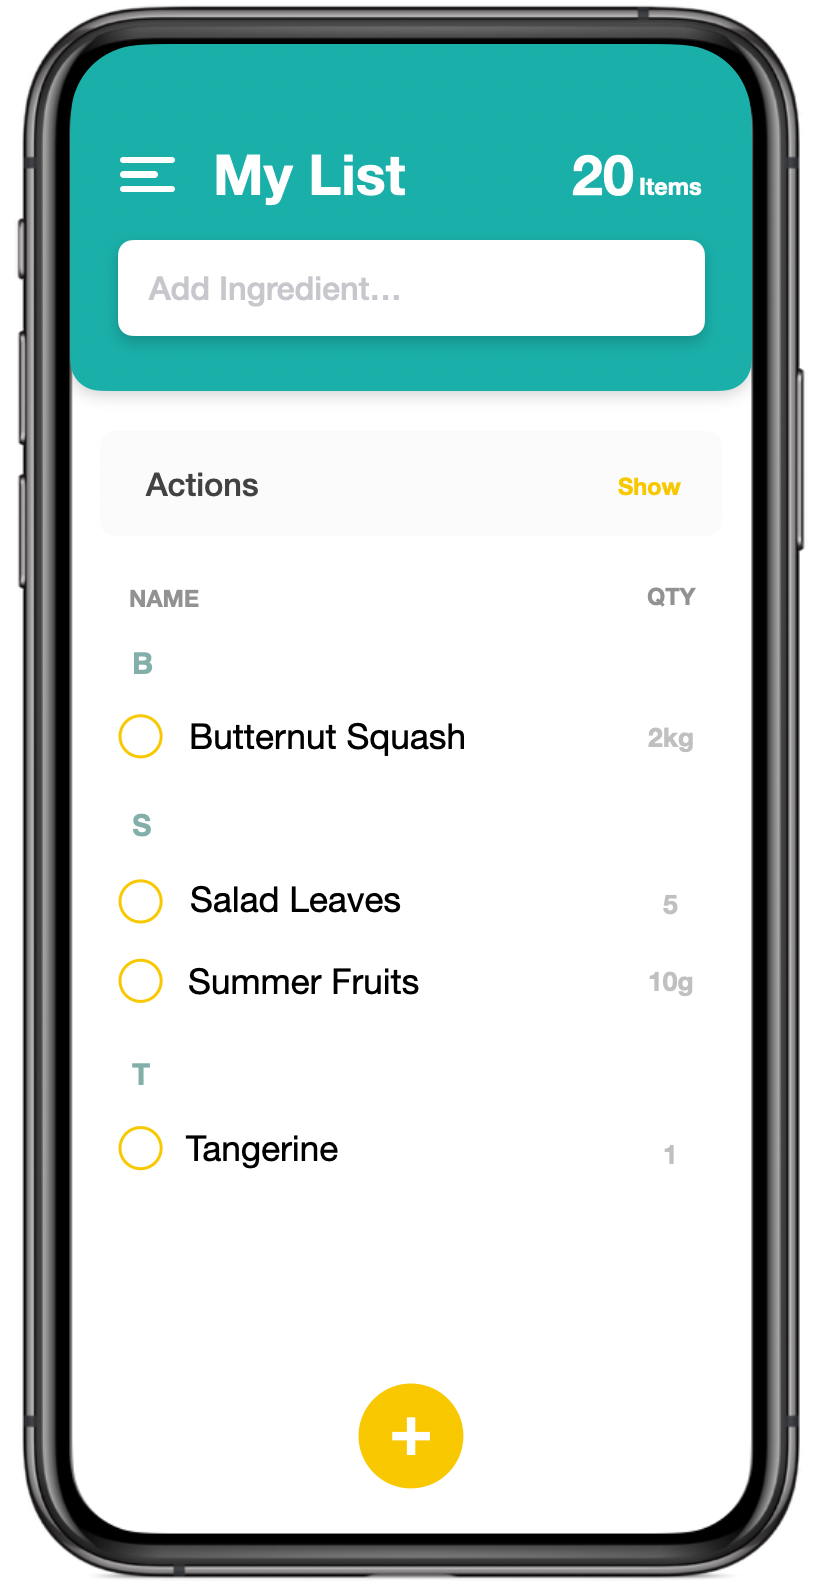 My List 20 Items
Add Ingredient...
Actions Show
NAME QTY
B
Butternut Squash 2kg
S
Salad Leaves 5
Summer Fruits 10g
T
Tangerine 1
+